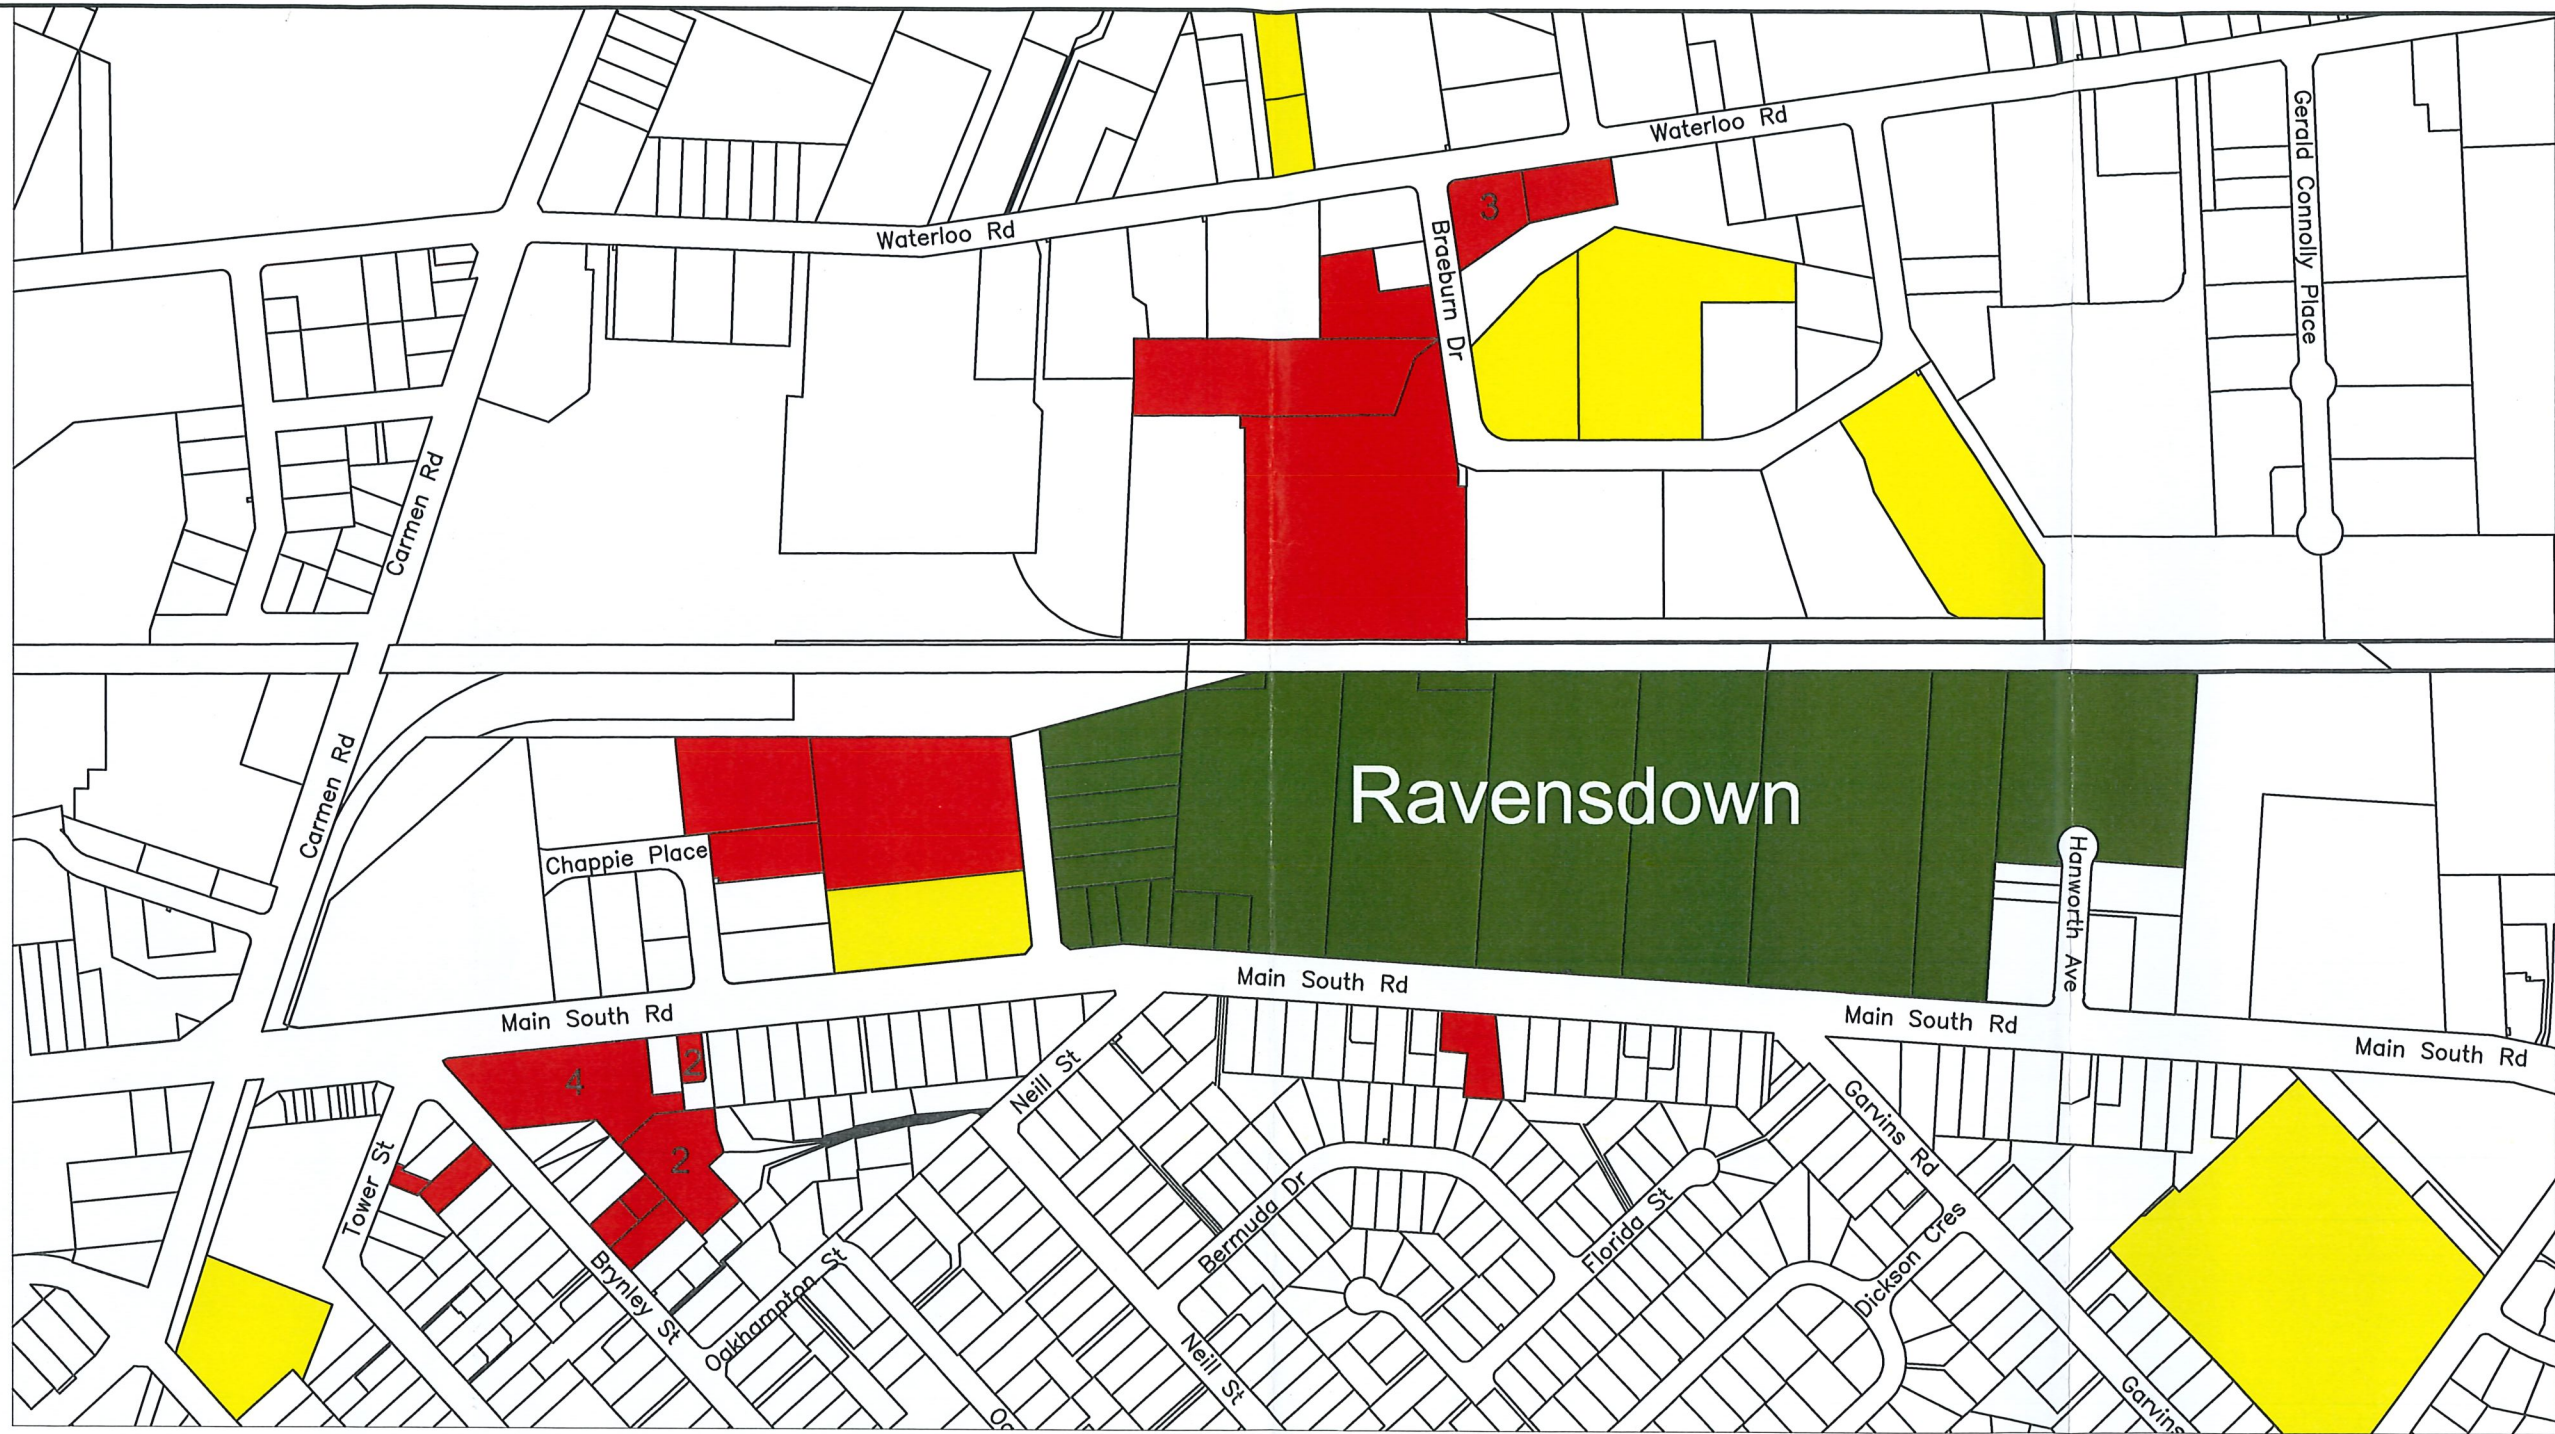 Waterloo Rd
Gerald Connolly Place
3
Waterloo Rd
Braeburn Dr
Carmen Rd
Carmen Rd
Ravensdown
Chappie Place
Hanworth Ave
Main South Rd
Main South Rd
Main South Rd
Main South Rd
4
2
2
Neill St
Garvins Rd
Tower St
Bermuda Dr
Florida St
Dickson Cres
Brynley St
Oakhampton St
Neill St
Garvins